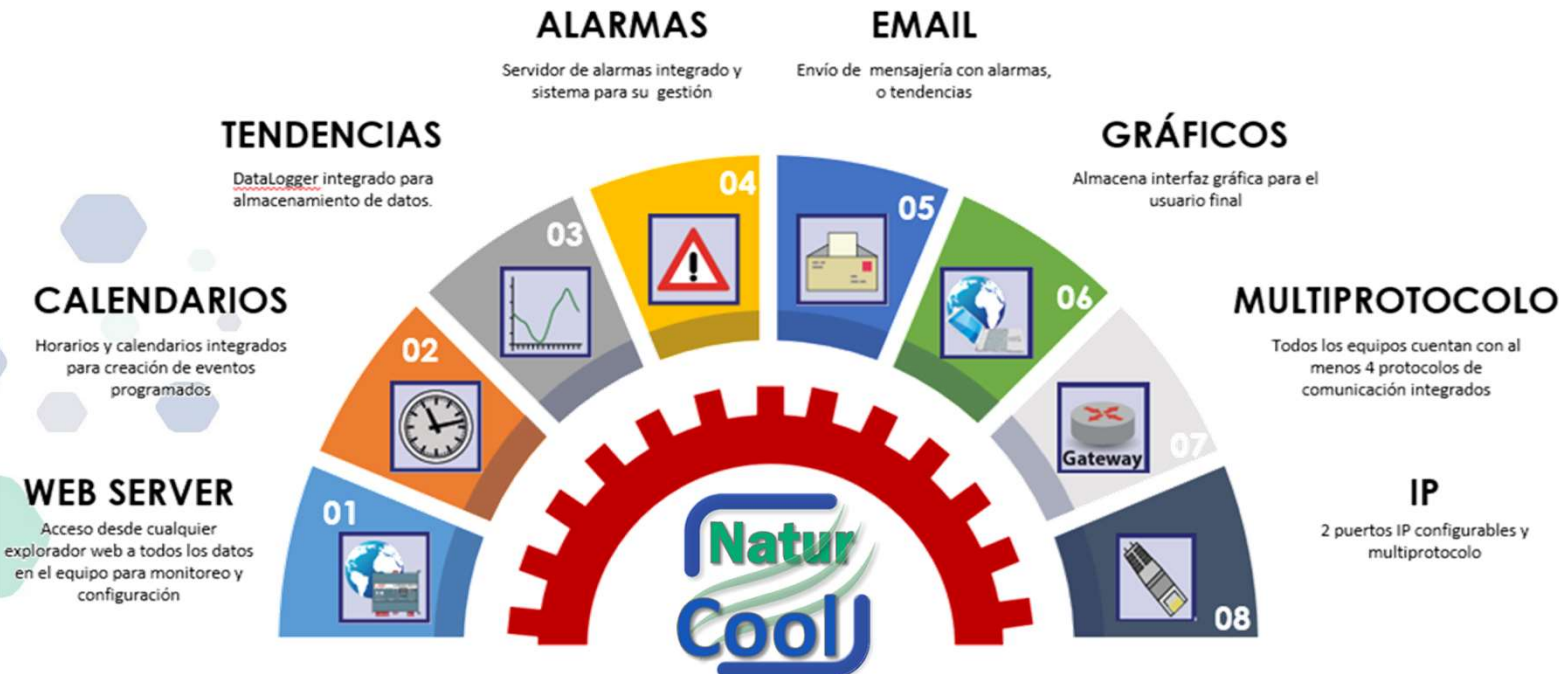 ALARMAS
Servidor de alarmas integrado y
sistema para su gestión
EMAIL
Envío de mensajería con alarmas,
o tendencias
TENDENCIAS
DataLogger integrado para
almacenamiento de datos.
GRÁFICOS
Almacena interfaz gráfica para el
usuario final
CALENDARIOS
Horarios y calendarios integrados
para creación de eventos
programados
MULTIPROTOCOLO
Todos los equipos cuentan con al
menos 4 protocolos de
comunicación integrados
WEB SERVER
Acceso desde cualquier
explorador web a todos los datos
en el equipo para monitoreo y
configuración
IP
2 puertos IP configurables y
multiprotocolo
01
02
03
04
05
06
07
Gateway
08
Natur
Cool